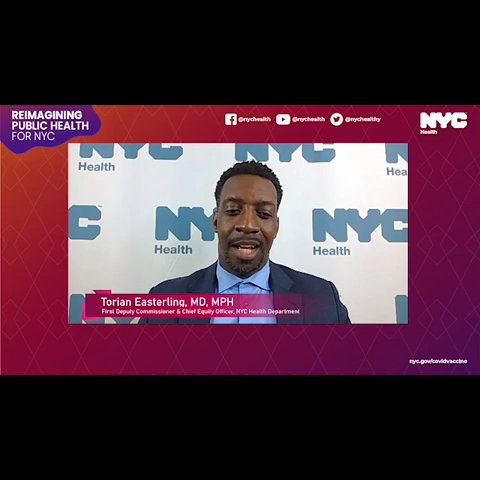 REIMAGINING
PUBLIC HEALTH
FOR NYC
@nychealth
@nychealth
@nychealthy
NYC
Health
NYC
Health
NYC
NYC
Health
NYC
NYC
Health
NYC
Health
Torian Easterling, MD, MPH
First Deputy Commissioner & Chief Equity Officer, NYC Health Department
nyc.gov/covidvaccine